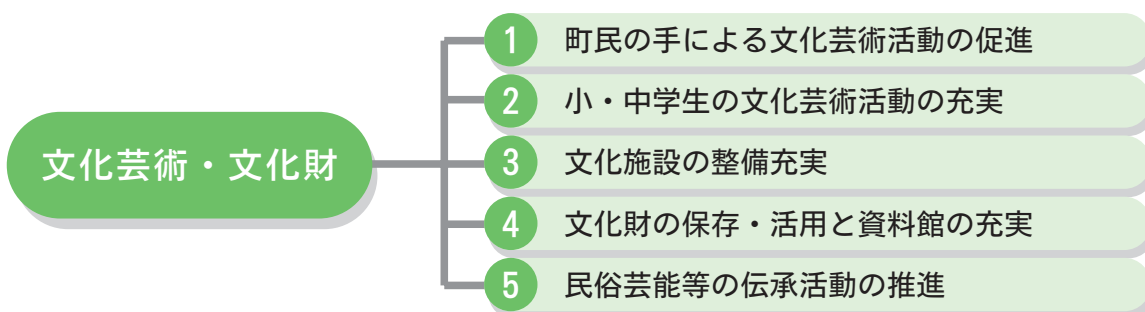 文化芸術・文化財
1 町民の手による文化芸術活動の促進
2 小・中学生の文化芸術活動の充実
3 文化施設の整備充実
4 文化財の保存・活用と資料館の充実
5 民俗芸能等の伝承活動の推進